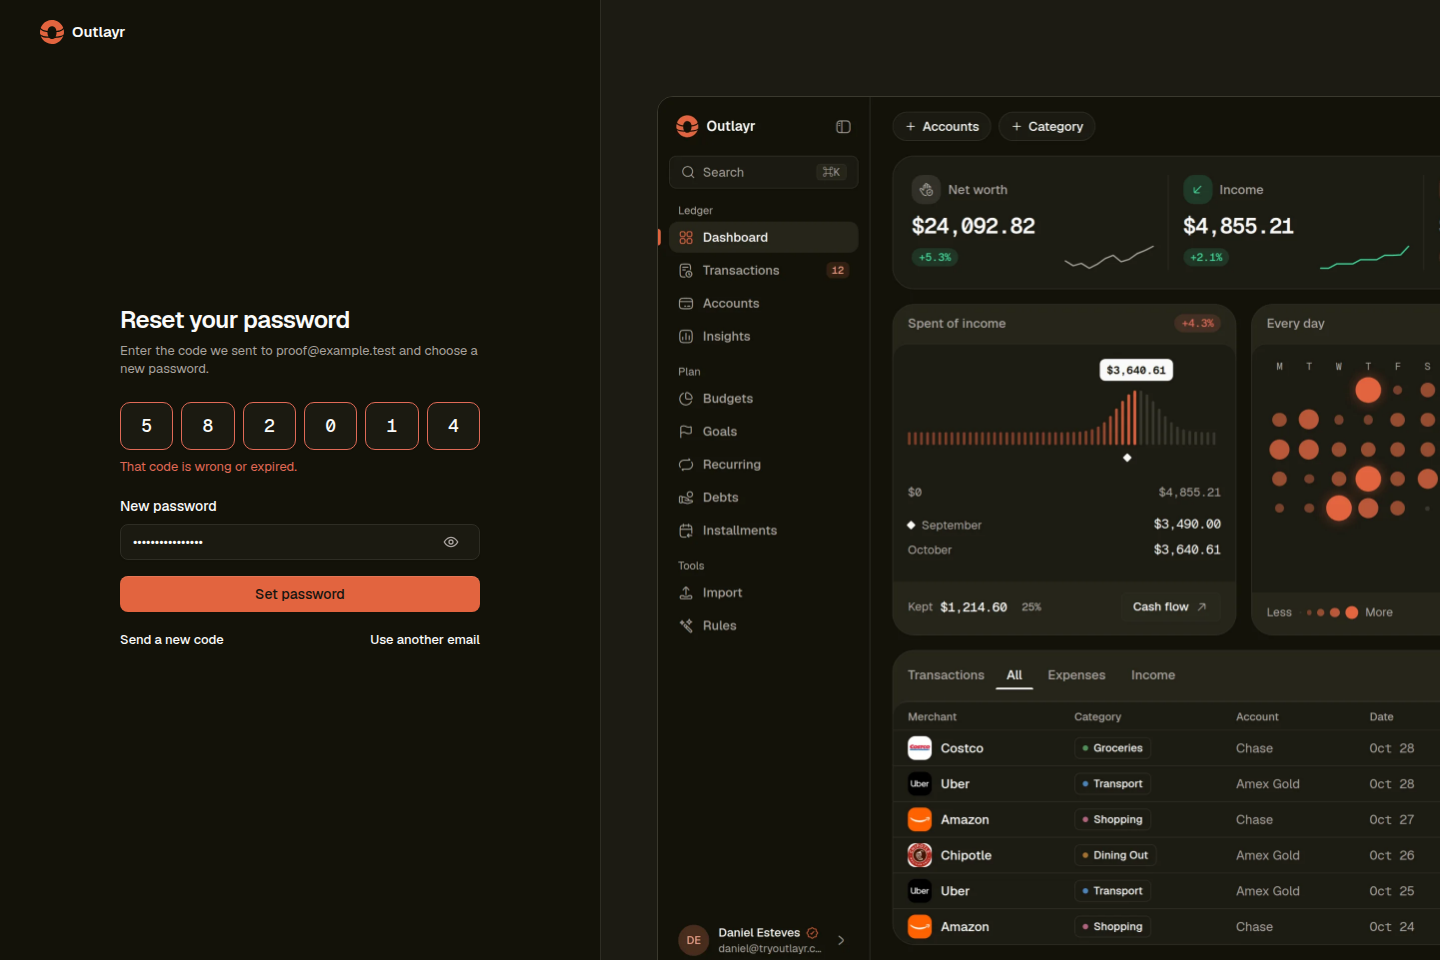 Outlayr
Reset your password
Enter the code we sent to proof@example.test and choose a
new password.
5 8 2 0 1 4
That code is wrong or expired.
New password
••••••••••••••••
Set password
Send a new code
Use another email
Outlayr
Search ⌘K
Ledger
Dashboard
Transactions 12
Accounts
Insights
Plan
Budgets
Goals
Recurring
Debts
Installments
Tools
Import
Rules
DE
Daniel Esteves
daniel@tryoutlayr.c...
+ Accounts
+ Category
Net worth
$24,092.82
+5.3%
Income
$4,855.21
+2.1%
Spent of income +4.3%
$3,640.61
$0 $4,855.21
September $3,490.00
October $3,640.61
Kept $1,214.60 25% Cash flow
Every day
M T W T F S
Less More
Transactions All Expenses Income
Merchant Category Account Date
Costco Groceries Chase Oct 28
Uber Uber Transport Amex Gold Oct 28
Amazon Shopping Chase Oct 27
Chipotle Dining Out Amex Gold Oct 26
Uber Uber Transport Amex Gold Oct 25
Amazon Shopping Chase Oct 24